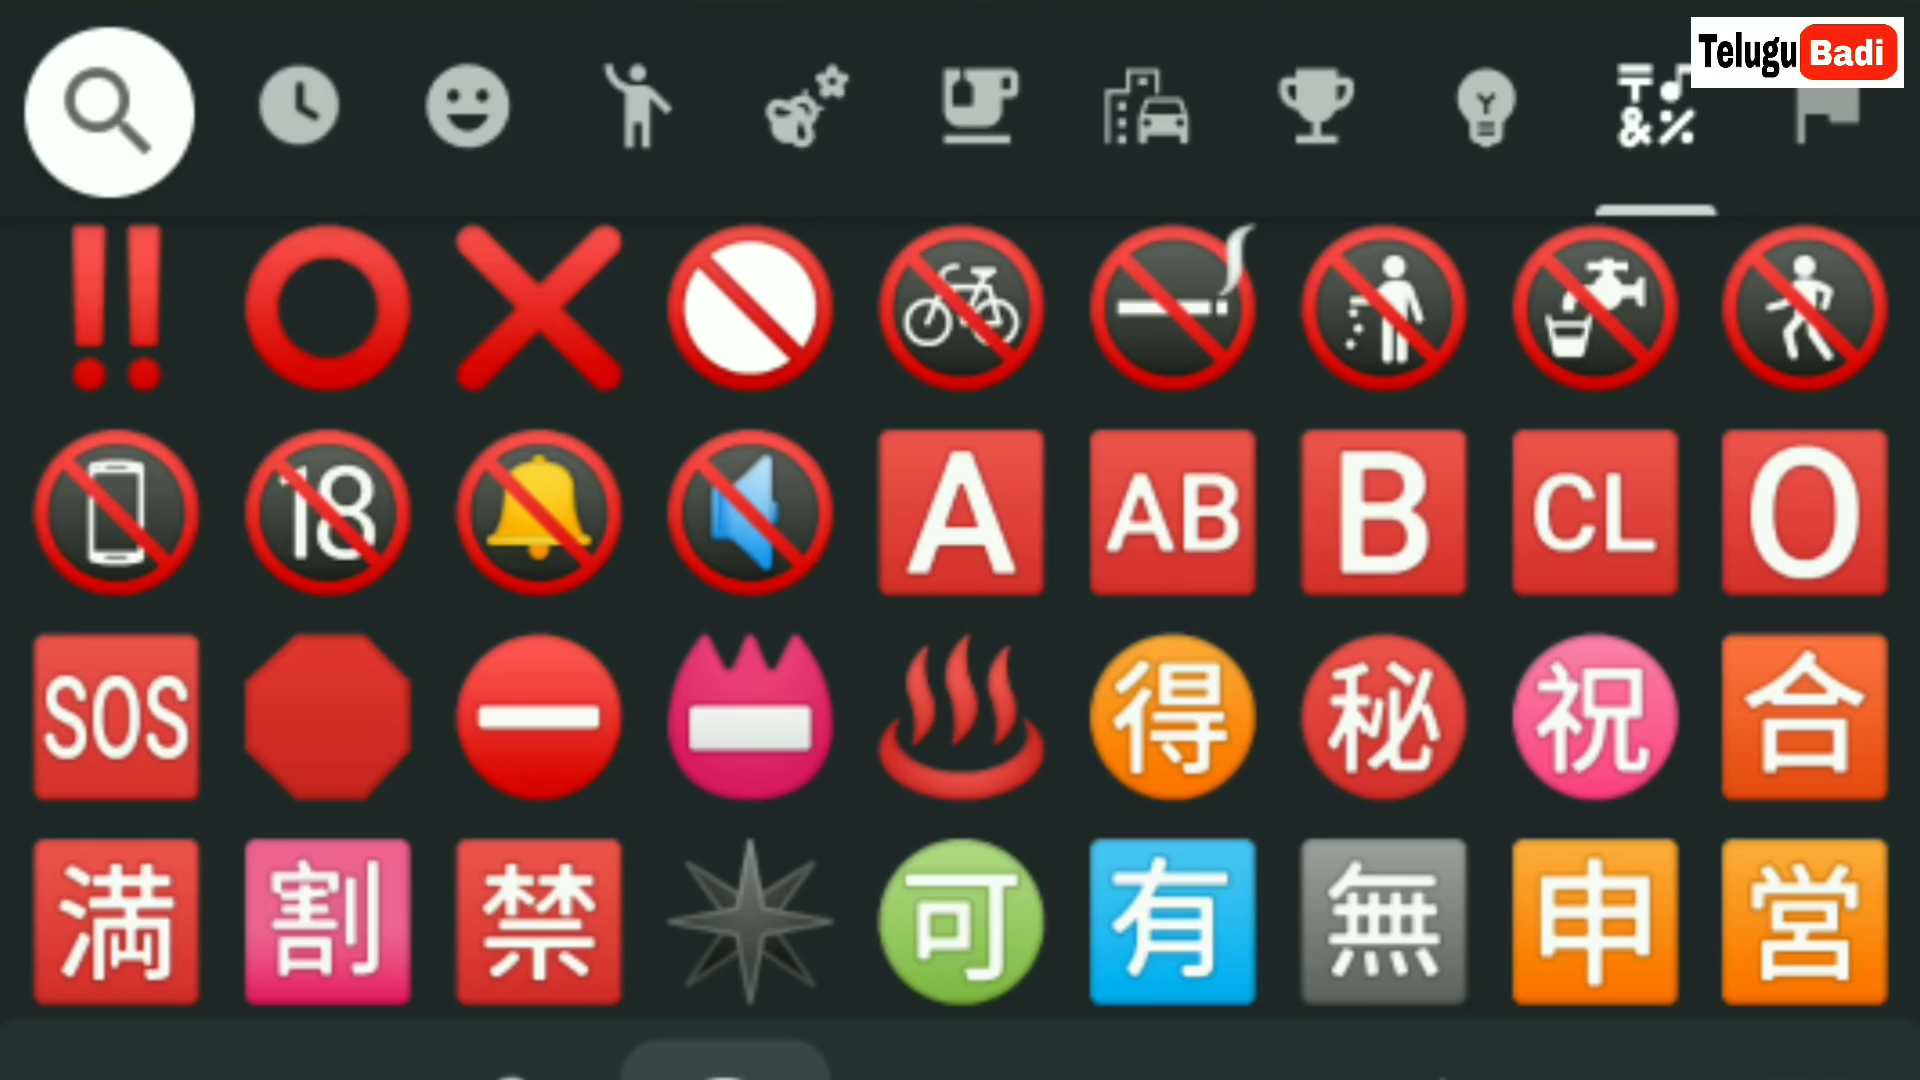 Telugu Badi
&%
!!
18 A AB B CL O
SOS 得 秘 祝 合
満 割 禁 可 有 無 申 営